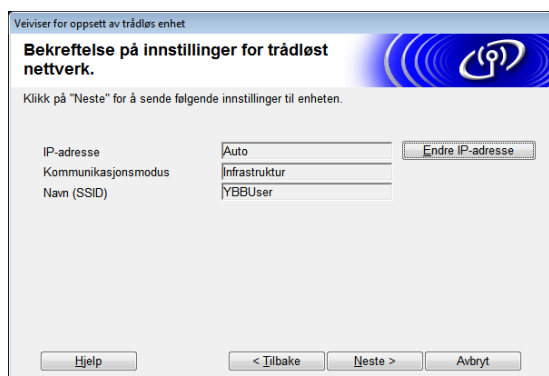 Veiviser for oppsett av trådløs enhet
Bekreftelse på innstillinger for trådløst
nettverk.
Klikk på "Neste" for å sende følgende innstillinger til enheten.
IP-adresse Auto Endre IP-adresse
Kommunikasjonsmodus Infrastruktur
Navn (SSID) YBBUser
Hjelp < Tilbake Neste > Avbryt